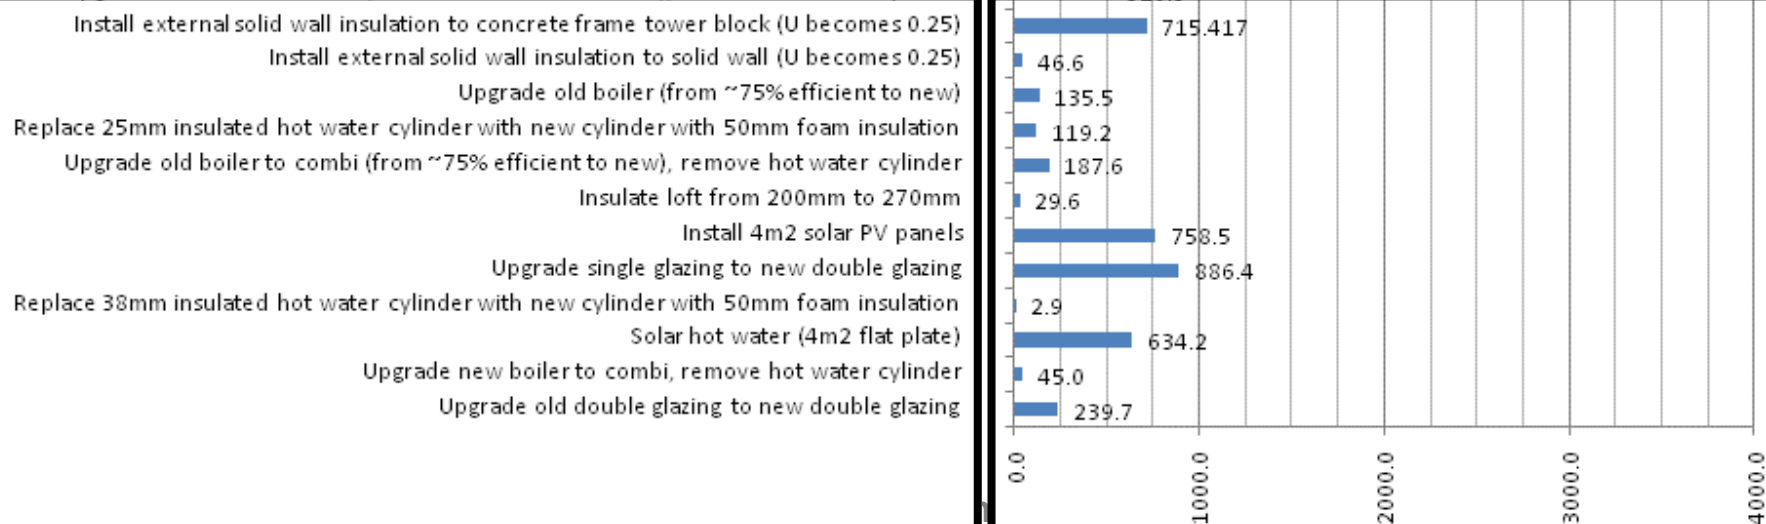 Install external solid wall insulation to concrete frame tower block (U becomes 0.25) 715.417
Install external solid wall insulation to solid wall (U becomes 0.25) 46.6
Upgrade old boiler (from ~75% efficient to new) 135.5
Replace 25mm insulated hot water cylinder with new cylinder with 50mm foam insulation 119.2
Upgrade old boiler to combi (from ~75% efficient to new), remove hot water cylinder 187.6
Insulate loft from 200mm to 270mm 29.6
Install 4m2 solar PV panels 758.5
Upgrade single glazing to new double glazing 886.4
Replace 38mm insulated hot water cylinder with new cylinder with 50mm foam insulation 2.9
Solar hot water (4m2 flat plate) 634.2
Upgrade new boiler to combi, remove hot water cylinder 45.0
Upgrade old double glazing to new double glazing 239.7
0.0 1000.0 2000.0 3000.0 4000.0